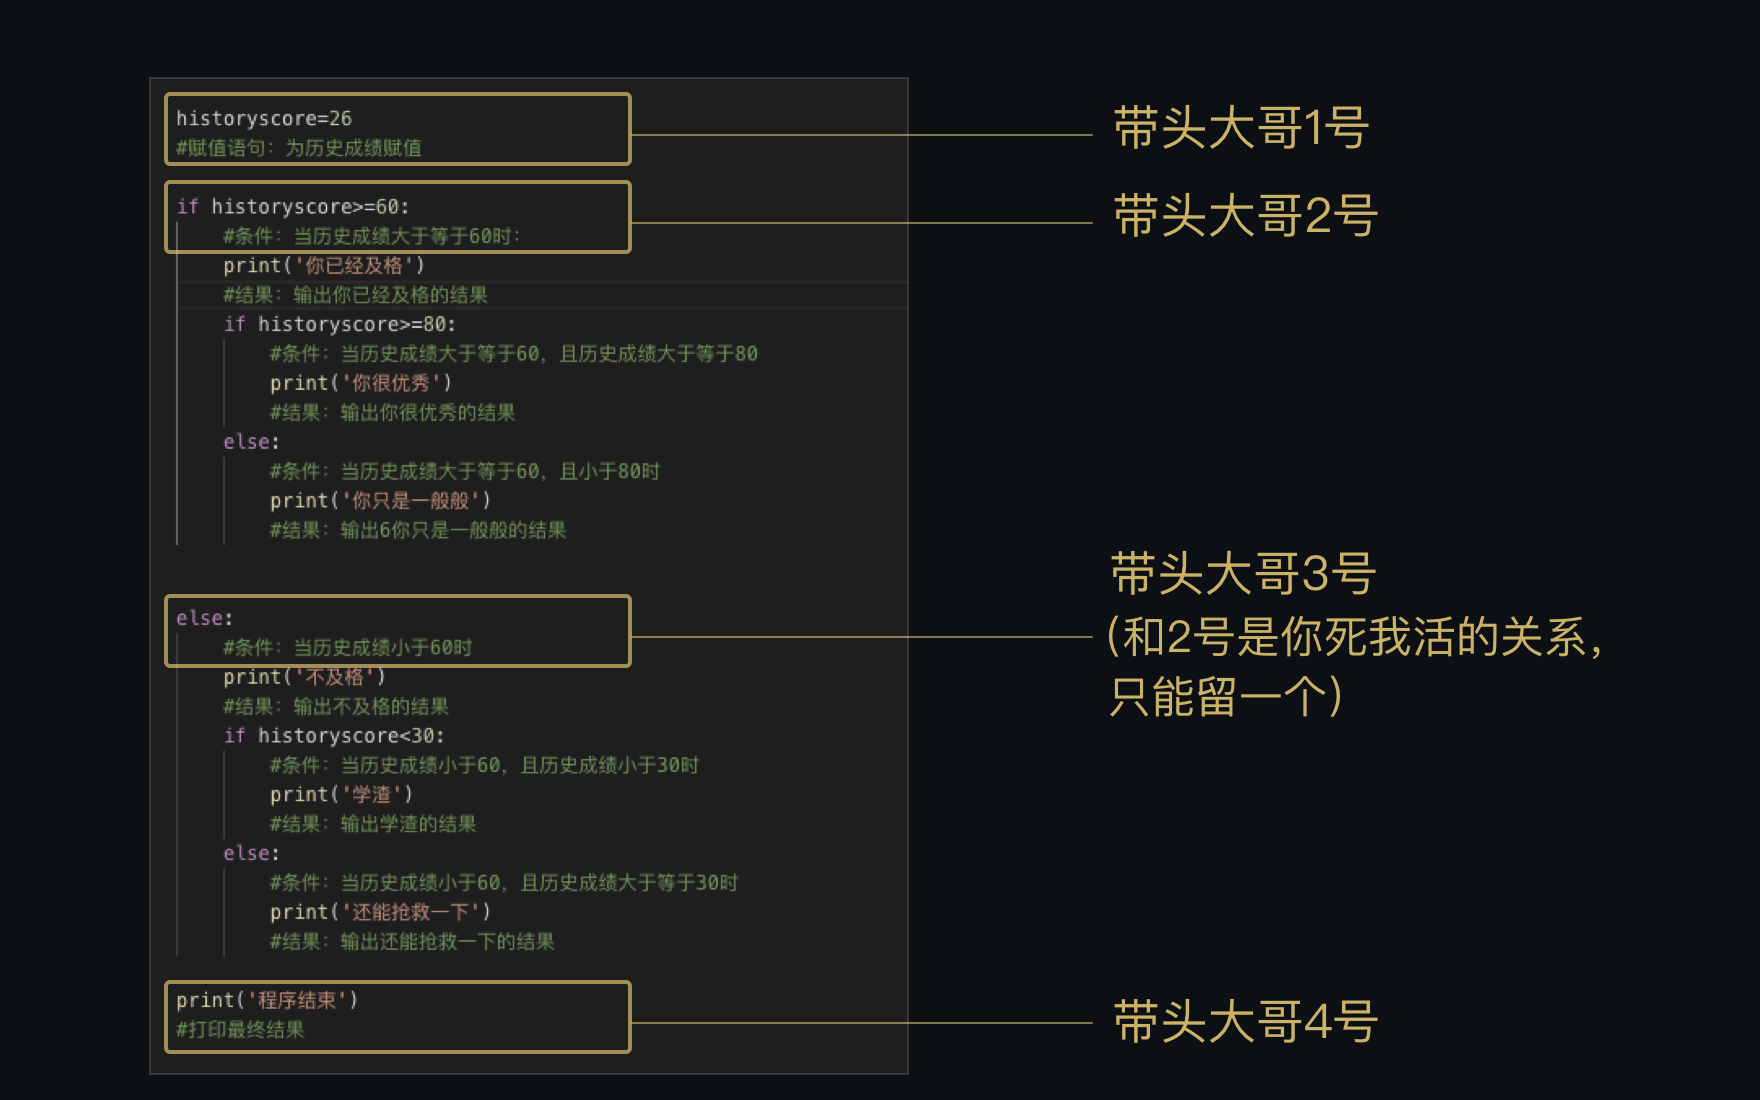 historyscore=26
#赋值语句：为历史成绩赋值
带头大哥1号
if historyscore>=60:
#条件：当历史成绩大于等于60时：
带头大哥2号
print('你已经及格')
#结果：输出你已经及格的结果
if historyscore>=80:
#条件：当历史成绩大于等于60，且历史成绩大于等于80
print('你很优秀')
#结果：输出你很优秀的结果
else:
#条件：当历史成绩大于等于60，且小于80时
print('你只是一般般')
#结果：输出6你只是一般般的结果
else:
#条件：当历史成绩小于60时
带头大哥3号
(和2号是你死我活的关系，
只能留一个)
print('不及格')
#结果：输出不及格的结果
if historyscore<30:
#条件：当历史成绩小于60，且历史成绩小于30时
print('学渣')
#结果：输出学渣的结果
else:
#条件：当历史成绩小于60，且历史成绩大于等于30时
print('还能抢救一下')
#结果：输出还能抢救一下的结果
print('程序结束')
#打印最终结果
带头大哥4号